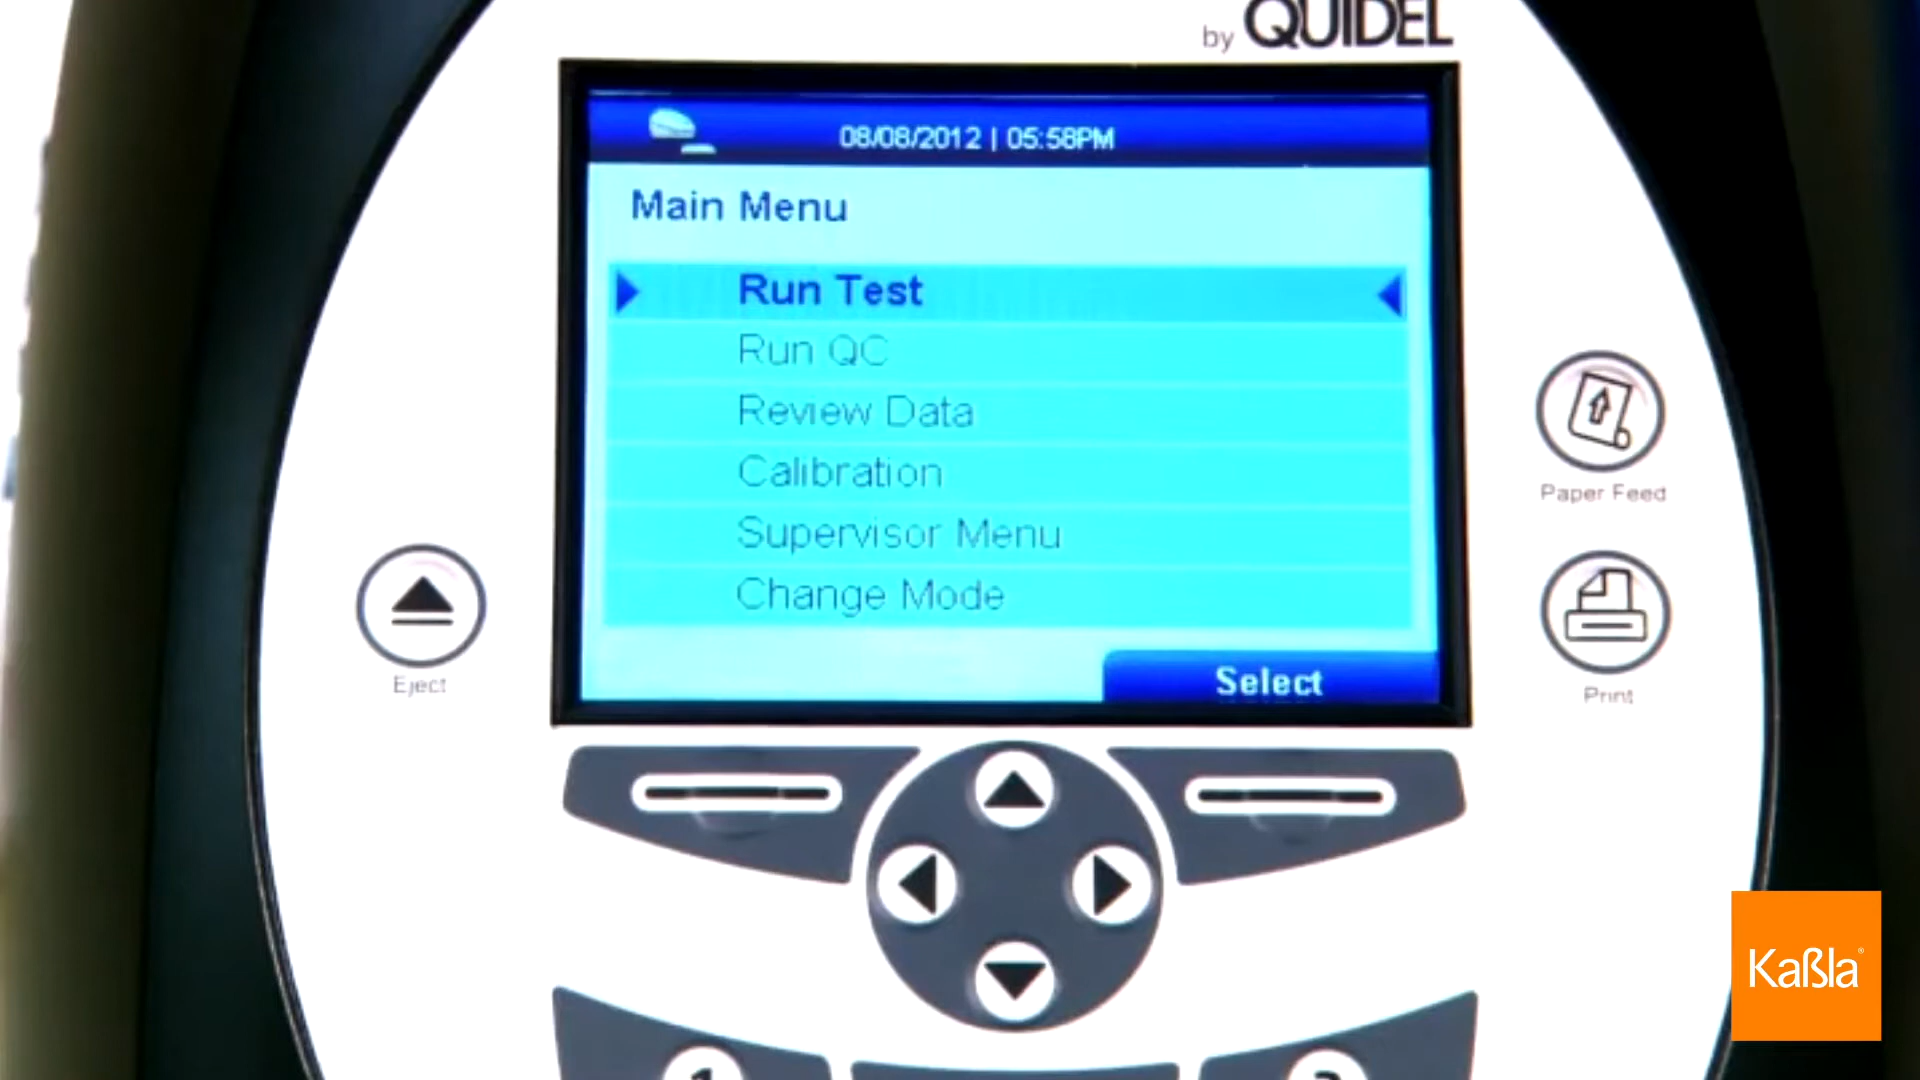 by QUIDEL
08/08/2012 | 05:58PM
Main Menu
Run Test
Run QC
Review Data
Calibration
Supervisor Menu
Change Mode
Select
Paper Feed
Eject
Print
Kaßla®